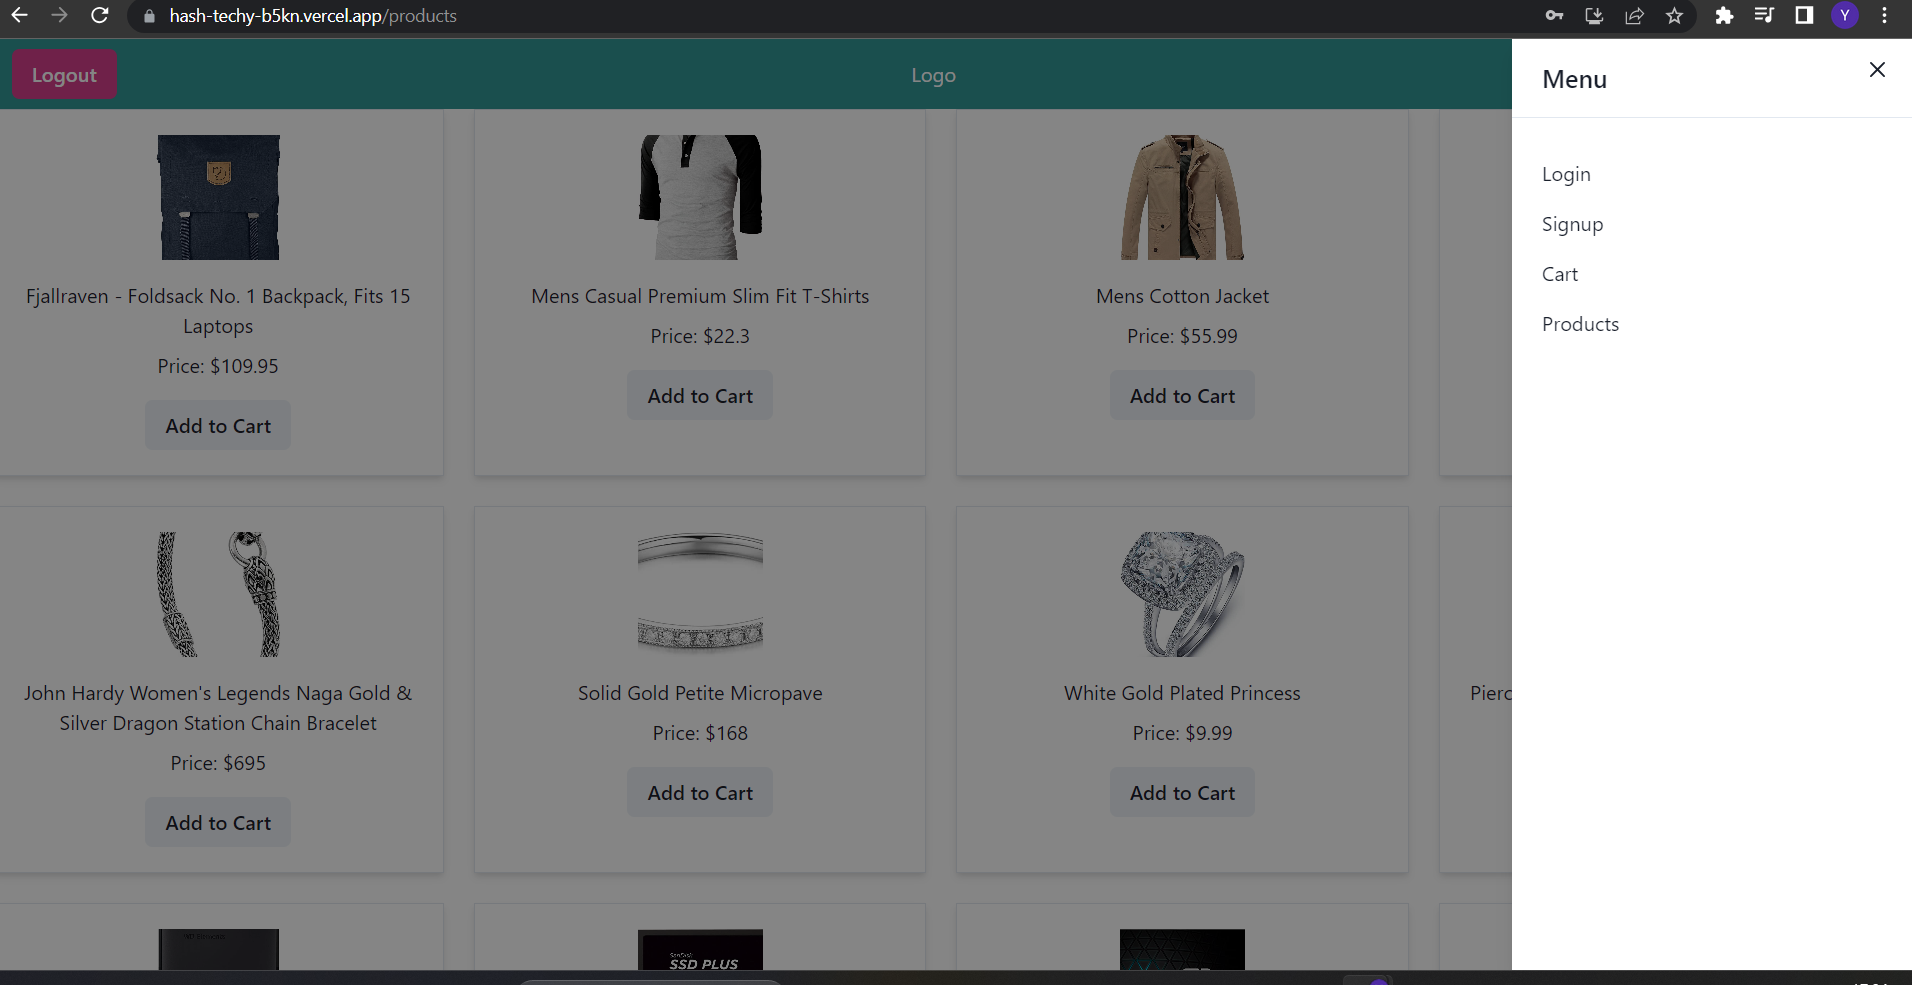 hash-techy-b5kn.vercel.app/products
Y
Logout
Logo
Menu
Login
Signup
Cart
Products
Fjallraven - Foldsack No. 1 Backpack, Fits 15
Laptops
Price: $109.95
Add to Cart
Mens Casual Premium Slim Fit T-Shirts
Price: $22.3
Add to Cart
Mens Cotton Jacket
Price: $55.99
Add to Cart
John Hardy Women's Legends Naga Gold &
Silver Dragon Station Chain Bracelet
Price: $695
Add to Cart
Solid Gold Petite Micropave
Price: $168
Add to Cart
White Gold Plated Princess
Price: $9.99
Add to Cart
Pierc
SanDisk
SSD PLUS